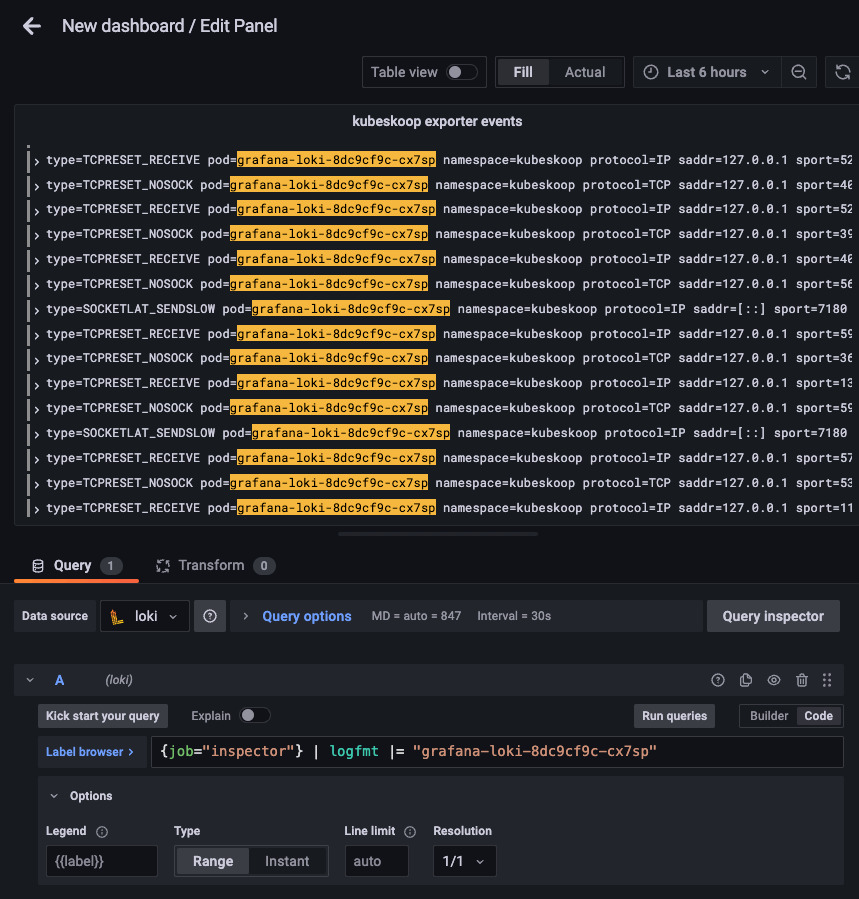 New dashboard / Edit Panel
Table view Fill Actual Last 6 hours
kubeskoop exporter events
type=TCPRESET_RECEIVE pod=grafana-loki-8dc9cf9c-cx7sp namespace=kubeskoop protocol=IP saddr=127.0.0.1 sport=52
type=TCPRESET_NOSOCK pod=grafana-loki-8dc9cf9c-cx7sp namespace=kubeskoop protocol=TCP saddr=127.0.0.1 sport=40
type=TCPRESET_RECEIVE pod=grafana-loki-8dc9cf9c-cx7sp namespace=kubeskoop protocol=IP saddr=127.0.0.1 sport=52
type=TCPRESET_NOSOCK pod=grafana-loki-8dc9cf9c-cx7sp namespace=kubeskoop protocol=TCP saddr=127.0.0.1 sport=39
type=TCPRESET_RECEIVE pod=grafana-loki-8dc9cf9c-cx7sp namespace=kubeskoop protocol=IP saddr=127.0.0.1 sport=40
type=TCPRESET_NOSOCK pod=grafana-loki-8dc9cf9c-cx7sp namespace=kubeskoop protocol=TCP saddr=127.0.0.1 sport=56
type=SOCKETLAT_SENDSLOW pod=grafana-loki-8dc9cf9c-cx7sp namespace=kubeskoop protocol=IP saddr=[::] sport=7180
type=TCPRESET_RECEIVE pod=grafana-loki-8dc9cf9c-cx7sp namespace=kubeskoop protocol=IP saddr=127.0.0.1 sport=59
type=TCPRESET_NOSOCK pod=grafana-loki-8dc9cf9c-cx7sp namespace=kubeskoop protocol=TCP saddr=127.0.0.1 sport=36
type=TCPRESET_RECEIVE pod=grafana-loki-8dc9cf9c-cx7sp namespace=kubeskoop protocol=IP saddr=127.0.0.1 sport=13
type=TCPRESET_NOSOCK pod=grafana-loki-8dc9cf9c-cx7sp namespace=kubeskoop protocol=TCP saddr=127.0.0.1 sport=59
type=SOCKETLAT_SENDSLOW pod=grafana-loki-8dc9cf9c-cx7sp namespace=kubeskoop protocol=IP saddr=[::] sport=7180
type=TCPRESET_RECEIVE pod=grafana-loki-8dc9cf9c-cx7sp namespace=kubeskoop protocol=IP saddr=127.0.0.1 sport=57
type=TCPRESET_NOSOCK pod=grafana-loki-8dc9cf9c-cx7sp namespace=kubeskoop protocol=TCP saddr=127.0.0.1 sport=53
type=TCPRESET_RECEIVE pod=grafana-loki-8dc9cf9c-cx7sp namespace=kubeskoop protocol=IP saddr=127.0.0.1 sport=11
Query 1 Transform 0
Data source loki Query options MD = auto = 847 Interval = 30s Query inspector
A (loki)
Kick start your query Explain Run queries Builder Code
Label browser > {job="inspector"} | logfmt |= "grafana-loki-8dc9cf9c-cx7sp"
Options
Legend Type Line limit Resolution
{{label}} Range Instant auto 1/1